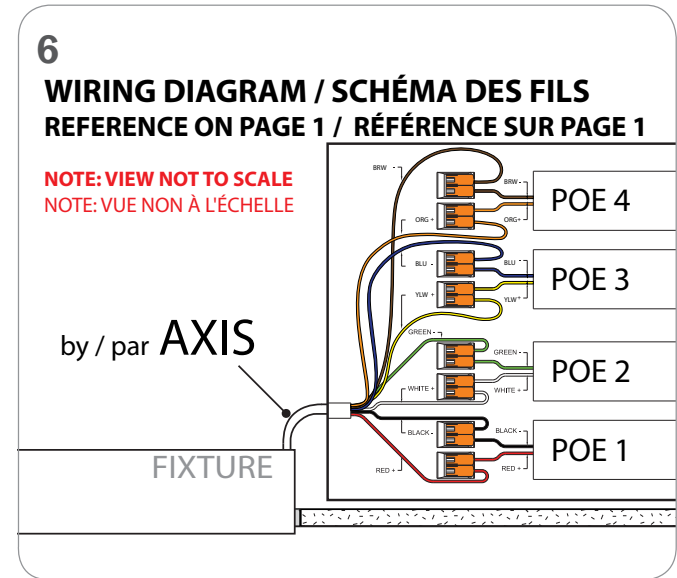 6
WIRING DIAGRAM / SCHÉMA DES FILS
REFERENCE ON PAGE 1 / RÉFÉRENCE SUR PAGE 1
NOTE: VIEW NOT TO SCALE
NOTE: VUE NON À L'ÉCHELLE
BRW -
BRW -
ORG +
ORG+
POE 4
BLU -
BLU -
YLW +
YLW+
POE 3
GREEN -
GREEN -
WHITE +
WHITE +
POE 2
BLACK -
BLACK -
RED +
RED +
POE 1
by / par AXIS
FIXTURE